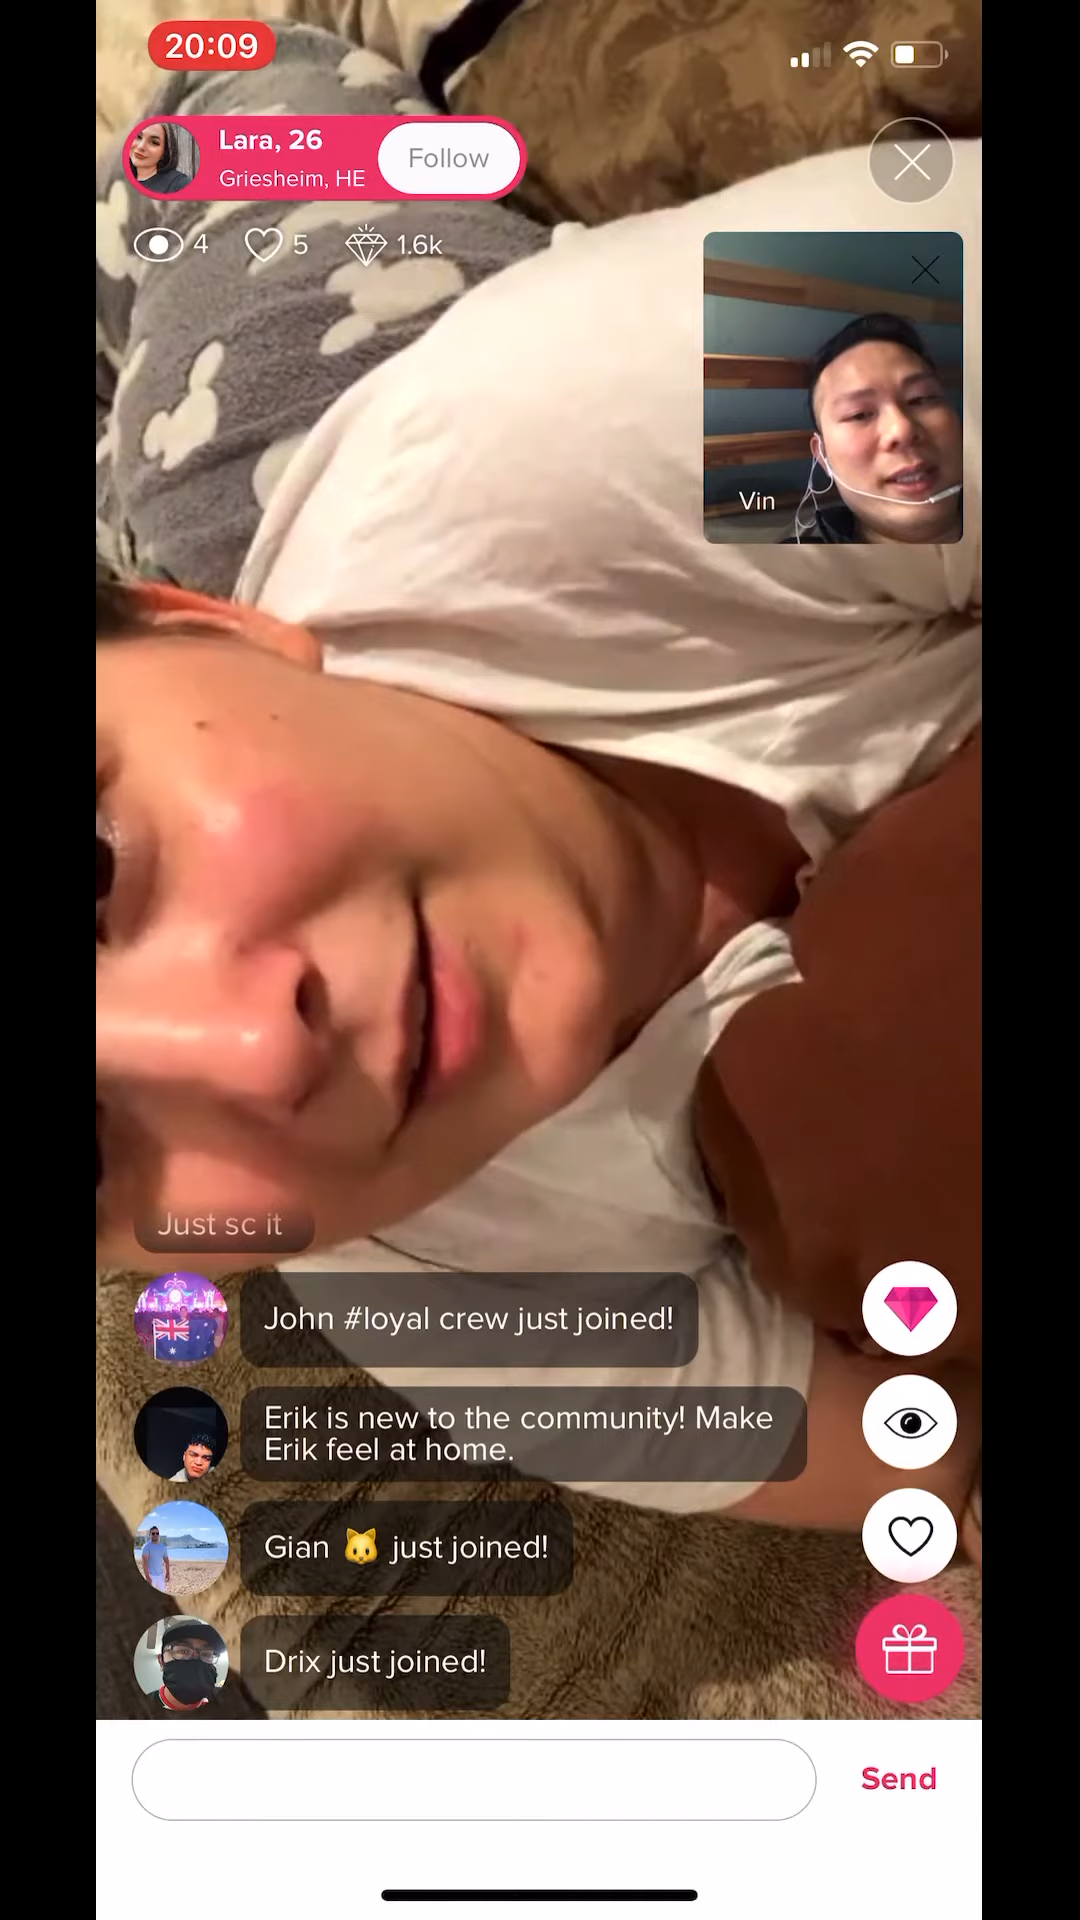 20:09
Lara, 26
Griesheim, HE
Follow
4
5
1.6k
Vin
Just sc it
John #loyal crew just joined!
Erik is new to the community! Make
Erik feel at home.
Gian 🐱 just joined!
Drix just joined!
Send